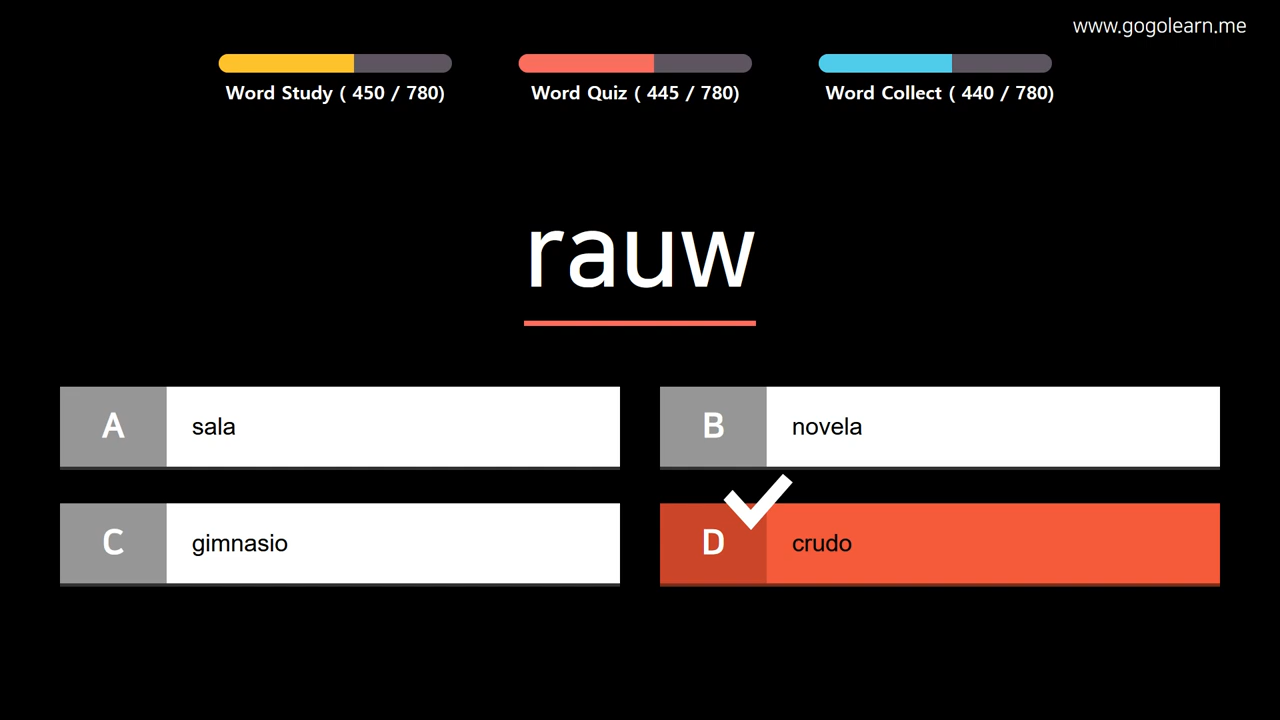 www.gogolearn.me
Word Study ( 450 / 780)
Word Quiz ( 445 / 780)
Word Collect ( 440 / 780)
rauw
A
sala
B
novela
C
gimnasio
D
crudo